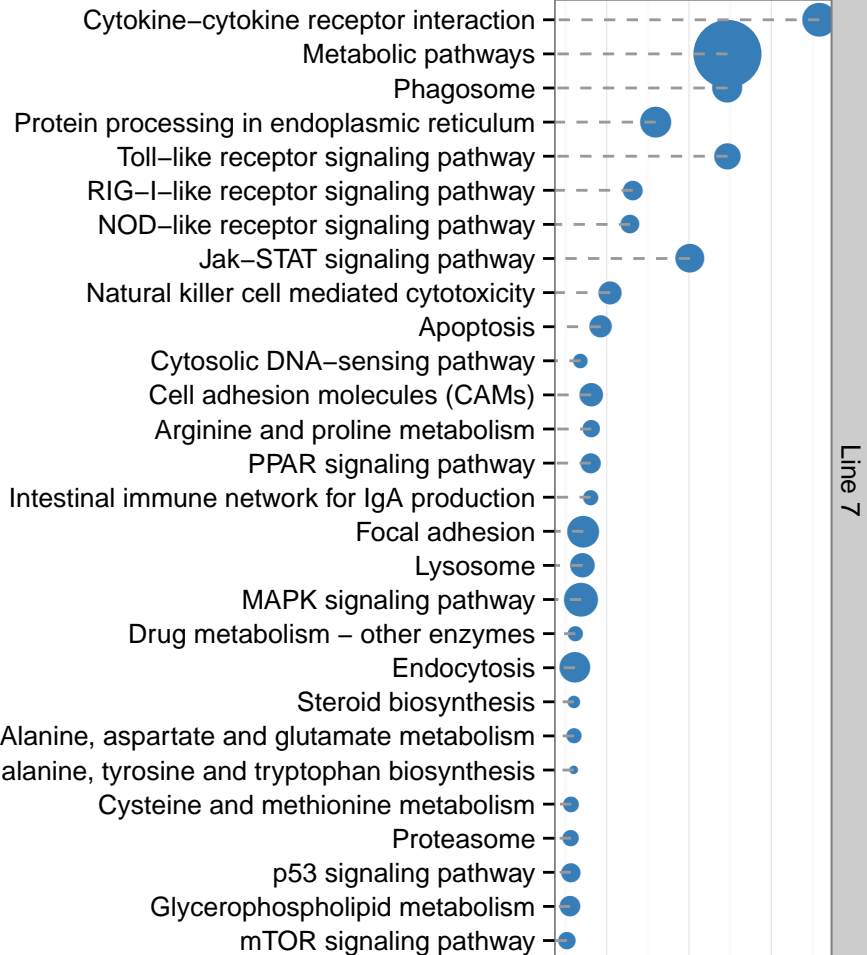 Cytokine−cytokine receptor interaction
Metabolic pathways
Phagosome
Protein processing in endoplasmic reticulum
Toll−like receptor signaling pathway
RIG−I−like receptor signaling pathway
NOD−like receptor signaling pathway
Jak−STAT signaling pathway
Natural killer cell mediated cytotoxicity
Apoptosis
Cytosolic DNA−sensing pathway
Cell adhesion molecules (CAMs)
Arginine and proline metabolism
PPAR signaling pathway
Intestinal immune network for IgA production
Focal adhesion
Lysosome
MAPK signaling pathway
Drug metabolism − other enzymes
Endocytosis
Steroid biosynthesis
Alanine, aspartate and glutamate metabolism
alanine, tyrosine and tryptophan biosynthesis
Cysteine and methionine metabolism
Proteasome
p53 signaling pathway
Glycerophospholipid metabolism
mTOR signaling pathway
Line 7